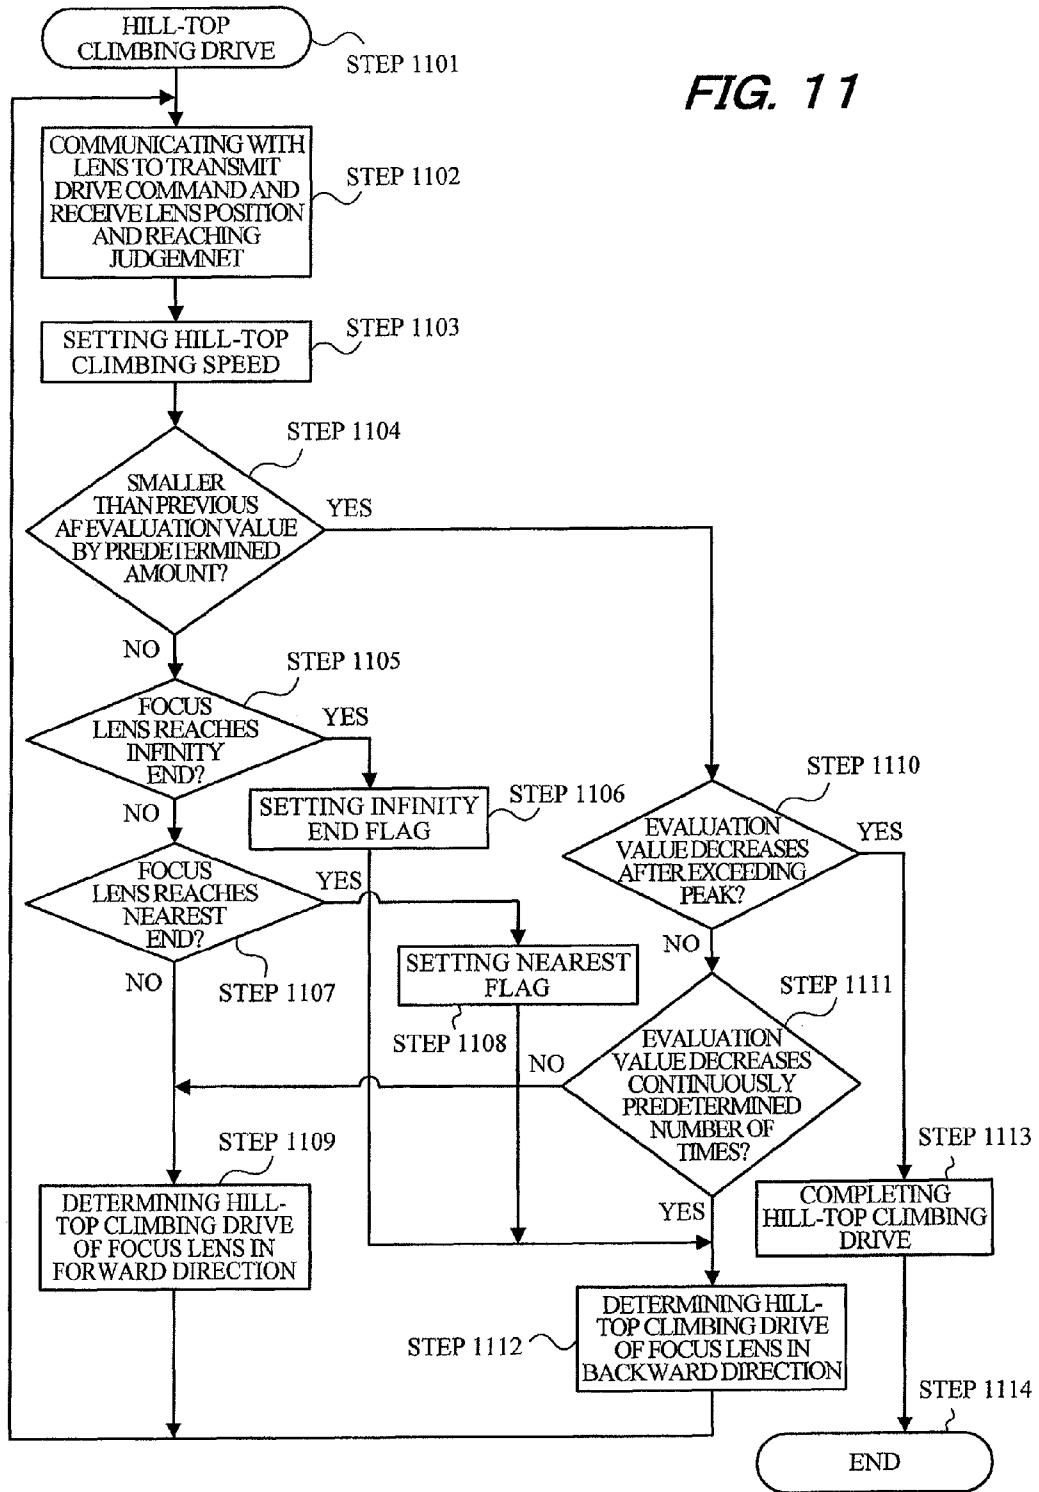 HILL-TOP
CLIMBING DRIVE
STEP 1101
FIG. 11
COMMUNICATING WITH
LENS TO TRANSMIT
DRIVE COMMAND AND
RECEIVE LENS POSITION
AND REACHING
JUDGEMNET
STEP 1102
SETTING HILL-TOP
CLIMBING SPEED
STEP 1103
STEP 1104
SMALLER
THAN PREVIOUS
AF EVALUATION VALUE
BY PREDETERMINED
AMOUNT?
YES
NO
STEP 1105
FOCUS
LENS REACHES
INFINITY
END?
YES
NO
SETTING INFINITY
END FLAG
STEP 1106
STEP 1110
EVALUATION
VALUE DECREASES
AFTER EXCEEDING
PEAK?
YES
NO
FOCUS
LENS REACHES
NEAREST
END?
YES
NO
STEP 1107
SETTING NEAREST
FLAG
STEP 1108
STEP 1111
EVALUATION
VALUE DECREASES
CONTINUOUSLY
PREDETERMINED
NUMBER OF
TIMES?
NO
YES
STEP 1109
DETERMINING HILL-
TOP CLIMBING DRIVE
OF FOCUS LENS IN
FORWARD DIRECTION
STEP 1113
COMPLETING
HILL-TOP CLIMBING
DRIVE
STEP 1112
DETERMINING HILL-
TOP CLIMBING DRIVE
OF FOCUS LENS IN
BACKWARD DIRECTION
STEP 1114
END